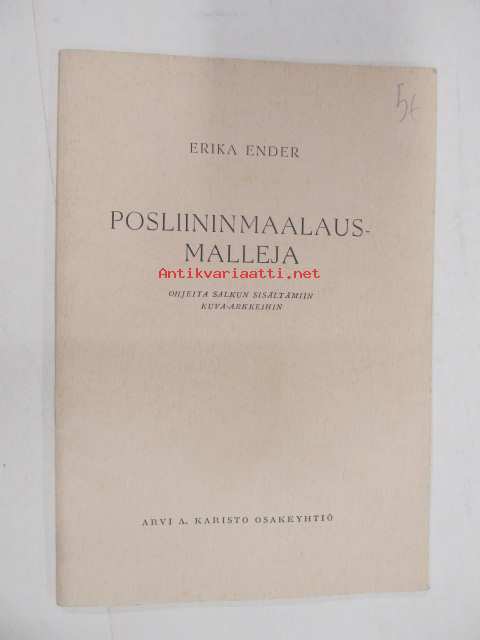 5€
ERIKA ENDER
POSLIININMAALAUS-
MALLEJA
Antikvariaatti.net
OHJEITA SALKUN SISÄLTÄMIIN
KUVA-ARKKEIHIN
ARVI A. KARISTO OSAKEYHTIÖ